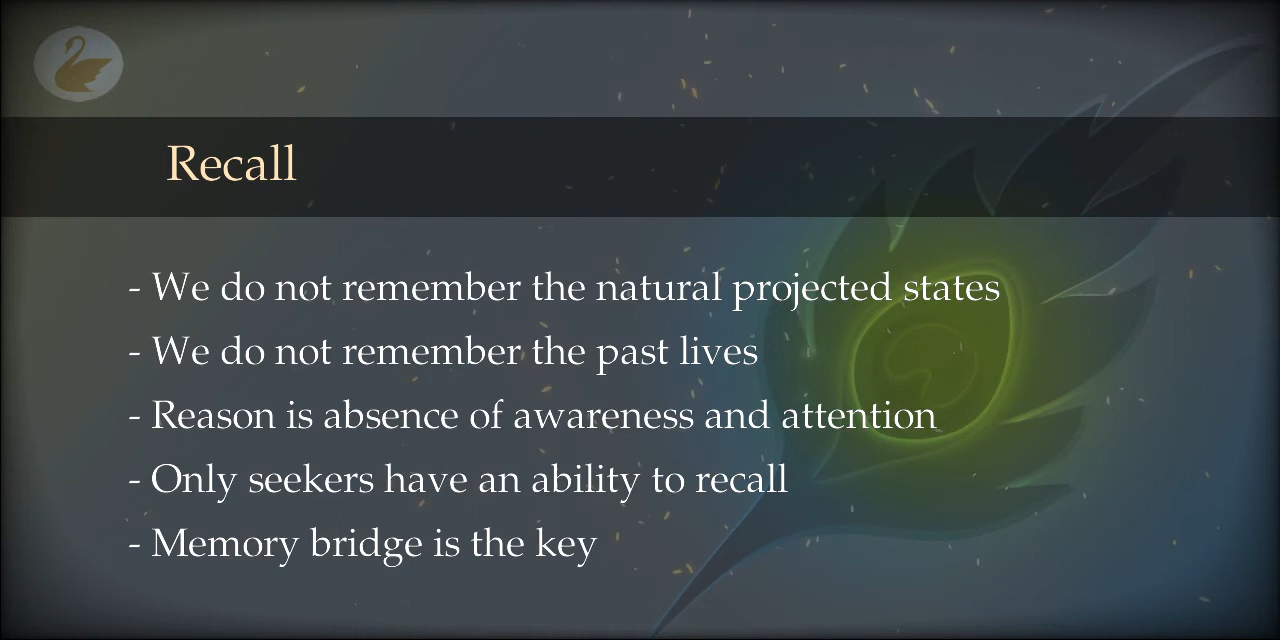 Recall
- We do not remember the natural projected states
- We do not remember the past lives
- Reason is absence of awareness and attention
- Only seekers have an ability to recall
- Memory bridge is the key